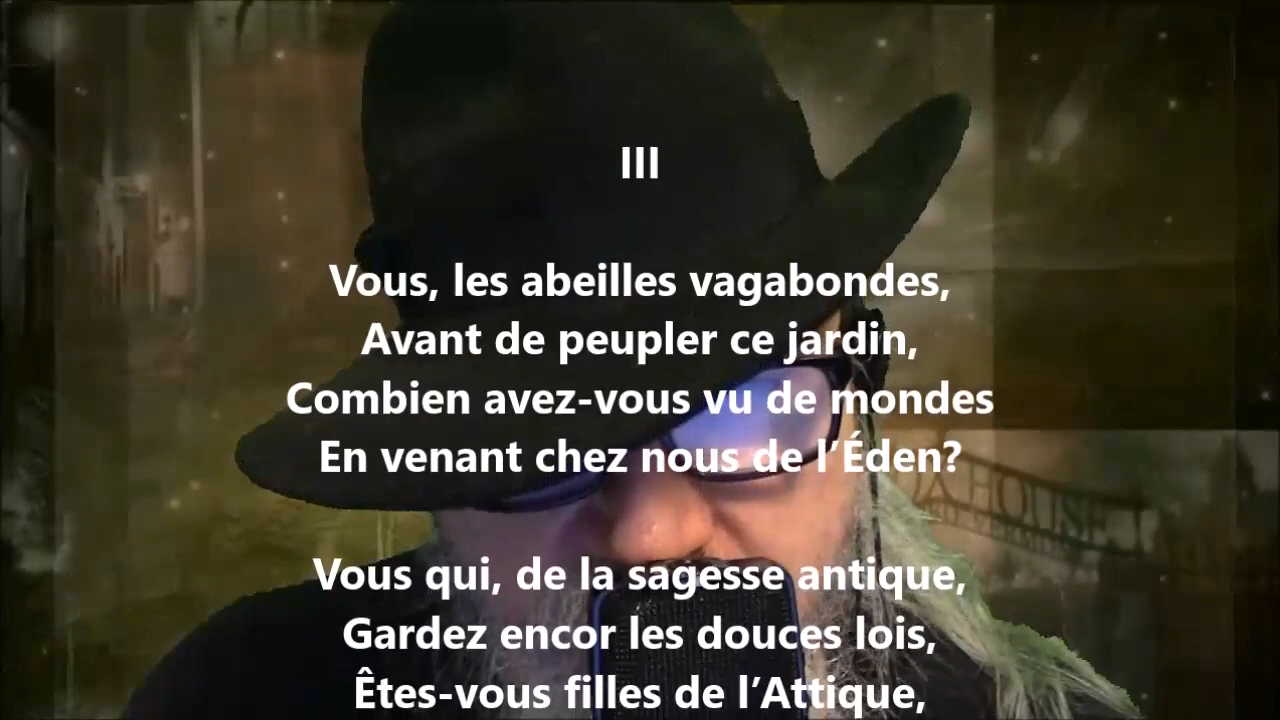 III
Vous, les abeilles vagabondes,
Avant de peupler ce jardin,
Combien avez-vous vu de mondes
En venant chez nous de l’Éden?
Vous qui, de la sagesse antique,
Gardez encor les douces lois,
Êtes-vous filles de l’Attique,
HOUSE